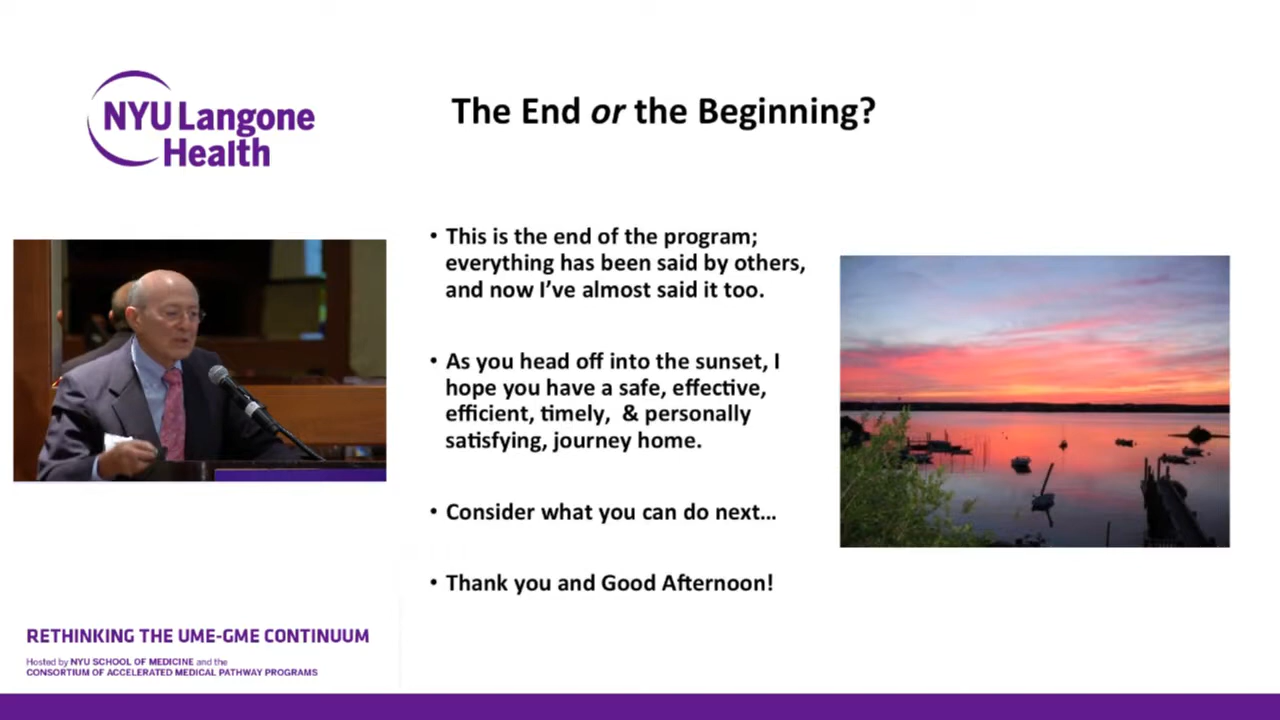 NYU Langone
Health
The End or the Beginning?
• This is the end of the program;
everything has been said by others,
and now I've almost said it too.
• As you head off into the sunset, I
hope you have a safe, effective,
efficient, timely,  & personally
satisfying, journey home.
• Consider what you can do next…
• Thank you and Good Afternoon!
RETHINKING THE UME-GME CONTINUUM
Hosted by NYU SCHOOL OF MEDICINE and the
CONSORTIUM OF ACCELERATED MEDICAL PATHWAY PROGRAMS